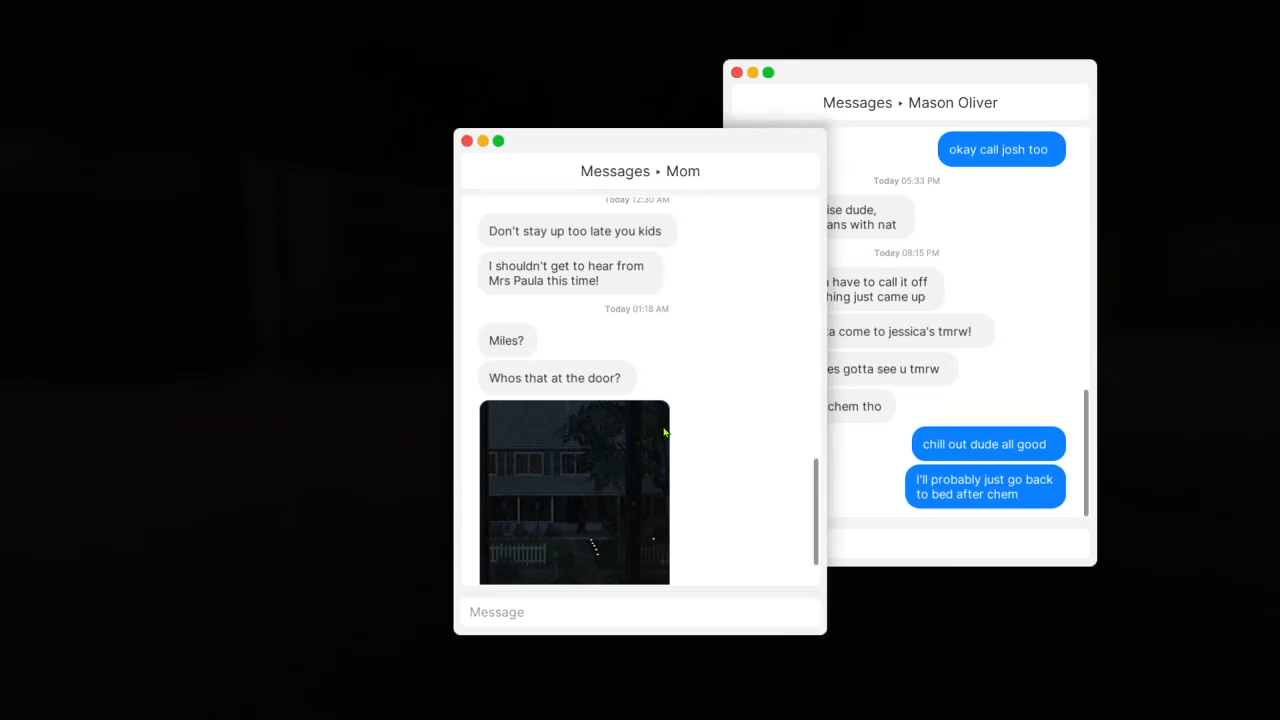 Messages ▸ Mason Oliver
okay call josh too
Today 05:33 PM
ise dude,
ans with nat
Today 08:15 PM
have to call it off
hing just came up
a come to jessica's tmrw!
es gotta see u tmrw
chem tho
chill out dude all good
I'll probably just go back
to bed after chem
Messages ▸ Mom
Today 12:30 AM
Don't stay up too late you kids
I shouldn't get to hear from
Mrs Paula this time!
Today 01:18 AM
Miles?
Whos that at the door?
Message